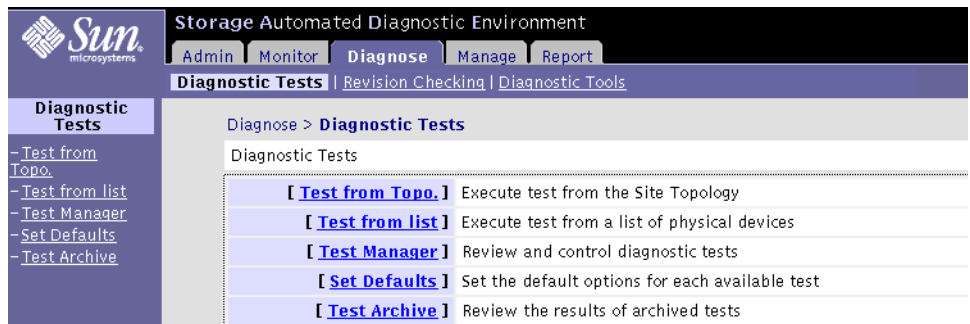 Storage Automated Diagnostic Environment
Sun
microsystems
Admin Monitor Diagnose Manage Report
Diagnostic Tests | Revision Checking | Diagnostic Tools
Diagnostic
Tests
– Test from
Topo.
– Test from list
– Test Manager
– Set Defaults
– Test Archive
Diagnose > Diagnostic Tests
Diagnostic Tests
[ Test from Topo. ] Execute test from the Site Topology
[ Test from list ] Execute test from a list of physical devices
[ Test Manager ] Review and control diagnostic tests
[ Set Defaults ] Set the default options for each available test
[ Test Archive ] Review the results of archived tests